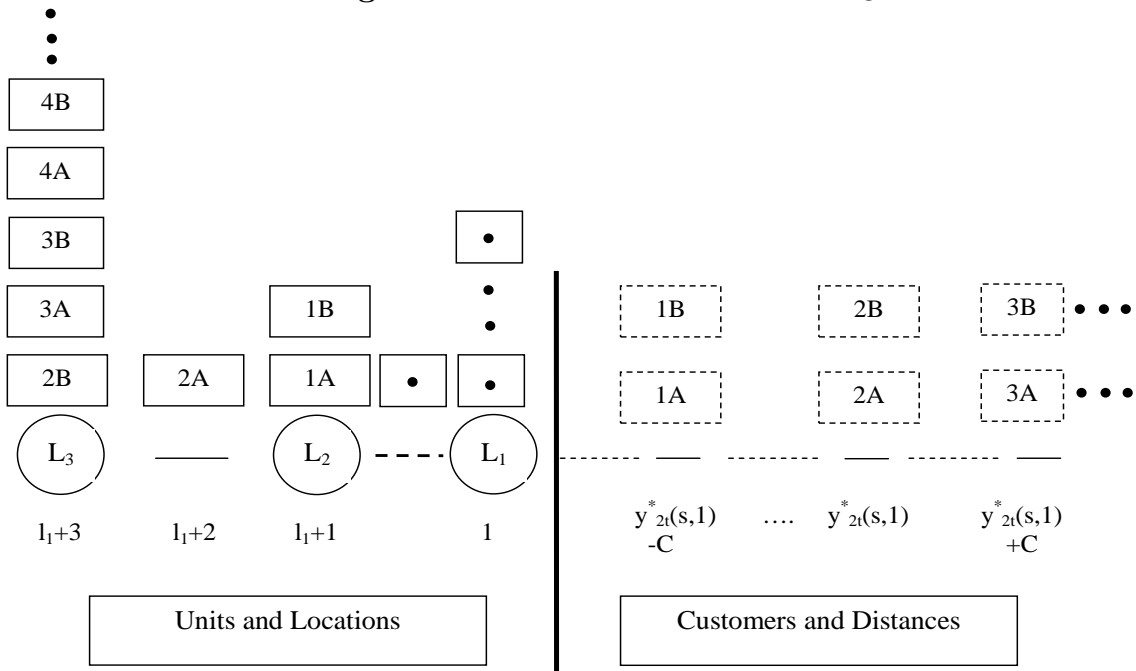 4B
4A
3B
3A 1B 1B 2B 3B
2B 2A 1A 1A 2A 3A
L₃ L₂ L₁
l₁+3 l₁+2 l₁+1 1 y*₂ₜ(s,1) .... y*₂ₜ(s,1) y*₂ₜ(s,1)
-C +C
Units and Locations Customers and Distances